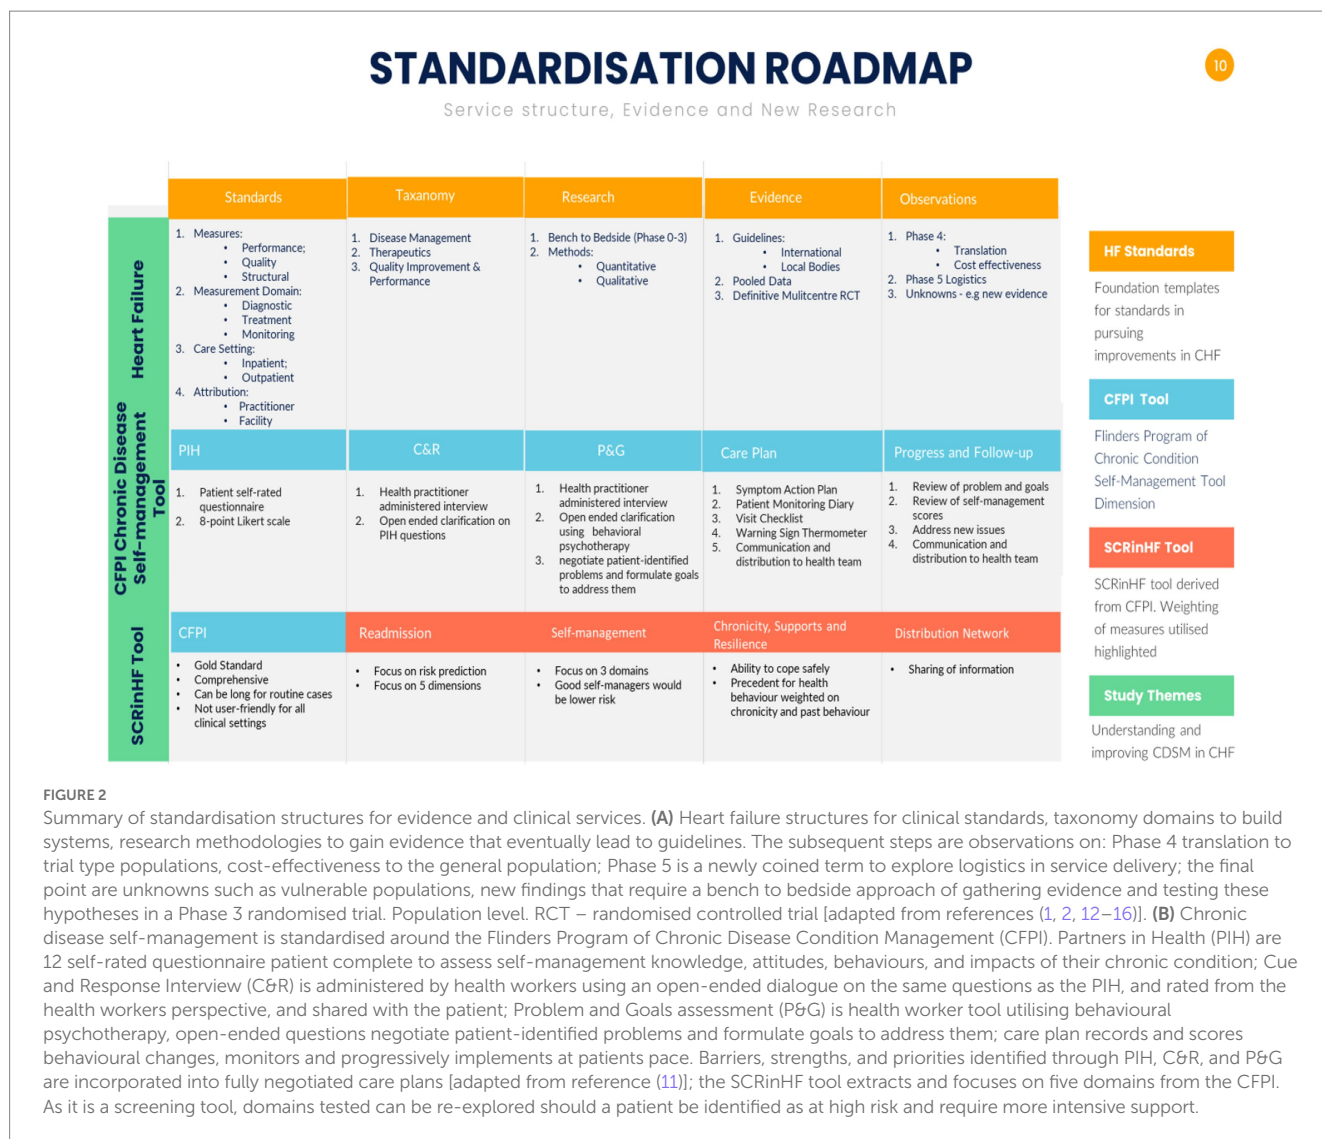 STANDARDISATION ROADMAP
10
Service structure, Evidence and New Research
Standards
Taxanomy
Research
Evidence
Observations
Heart Failure
1. Measures:
• Performance;
• Quality
• Structural
2. Measurement Domain:
• Diagnostic
• Treatment
• Monitoring
3. Care Setting:
• Inpatient;
• Outpatient
4. Attribution:
• Practitioner
• Facility
1. Disease Management
2. Therapeutics
3. Quality Improvement &
Performance
1. Bench to Bedside (Phase 0-3)
2. Methods:
• Quantitative
• Qualitative
1. Guidelines:
• International
• Local Bodies
2. Pooled Data
3. Definitive Mulitcentre RCT
1. Phase 4:
• Translation
• Cost effectiveness
2. Phase 5 Logistics
3. Unknowns - e.g new evidence
CFPI Chronic Disease
Self-management
Tool
PIH
C&R
P&G
Care Plan
Progress and Follow-up
1. Patient self-rated
questionnaire
2. 8-point Likert scale
1. Health practitioner
administered interview
2. Open ended clarification on
PIH questions
1. Health practitioner
administered interview
2. Open ended clarification
using behavioral
psychotherapy
3. negotiate patient-identified
problems and formulate goals
to address them
1. Symptom Action Plan
2. Patient Monitoring Diary
3. Visit Checklist
4. Warning Sign Thermometer
5. Communication and
distribution to health team
1. Review of problem and goals
2. Review of self-management
scores
3. Address new issues
4. Communication and
distribution to health team
SCRinHF Tool
CFPI
Readmission
Self-management
Chronicity, Supports and
Resilience
Distribution Network
• Gold Standard
• Comprehensive
• Can be long for routine cases
• Not user-friendly for all
clinical settings
• Focus on risk prediction
• Focus on 5 dimensions
• Focus on 3 domains
• Good self-managers would
be lower risk
• Ability to cope safely
• Precedent for health
behaviour weighted on
chronicity and past behaviour
• Sharing of information
HF Standards
Foundation templates
for standards in
pursuing
improvements in CHF
CFPI Tool
Flinders Program of
Chronic Condition
Self-Management Tool
Dimension
SCRinHF Tool
SCRinHF tool derived
from CFPI. Weighting
of measures utilised
highlighted
Study Themes
Understanding and
improving CDSM in CHF
FIGURE 2
Summary of standardisation structures for evidence and clinical services. (A) Heart failure structures for clinical standards, taxonomy domains to build
systems, research methodologies to gain evidence that eventually lead to guidelines. The subsequent steps are observations on: Phase 4 translation to
trial type populations, cost-effectiveness to the general population; Phase 5 is a newly coined term to explore logistics in service delivery; the final
point are unknowns such as vulnerable populations, new findings that require a bench to bedside approach of gathering evidence and testing these
hypotheses in a Phase 3 randomised trial. Population level. RCT – randomised controlled trial [adapted from references (1, 2, 12–16)]. (B) Chronic
disease self-management is standardised around the Flinders Program of Chronic Disease Condition Management (CFPI). Partners in Health (PIH) are
12 self-rated questionnaire patient complete to assess self-management knowledge, attitudes, behaviours, and impacts of their chronic condition; Cue
and Response Interview (C&R) is administered by health workers using an open-ended dialogue on the same questions as the PIH, and rated from the
health workers perspective, and shared with the patient; Problem and Goals assessment (P&G) is health worker tool utilising behavioural
psychotherapy, open-ended questions negotiate patient-identified problems and formulate goals to address them; care plan records and scores
behavioural changes, monitors and progressively implements at patients pace. Barriers, strengths, and priorities identified through PIH, C&R, and P&G
are incorporated into fully negotiated care plans [adapted from reference (11)]; the SCRinHF tool extracts and focuses on five domains from the CFPI.
As it is a screening tool, domains tested can be re-explored should a patient be identified as at high risk and require more intensive support.